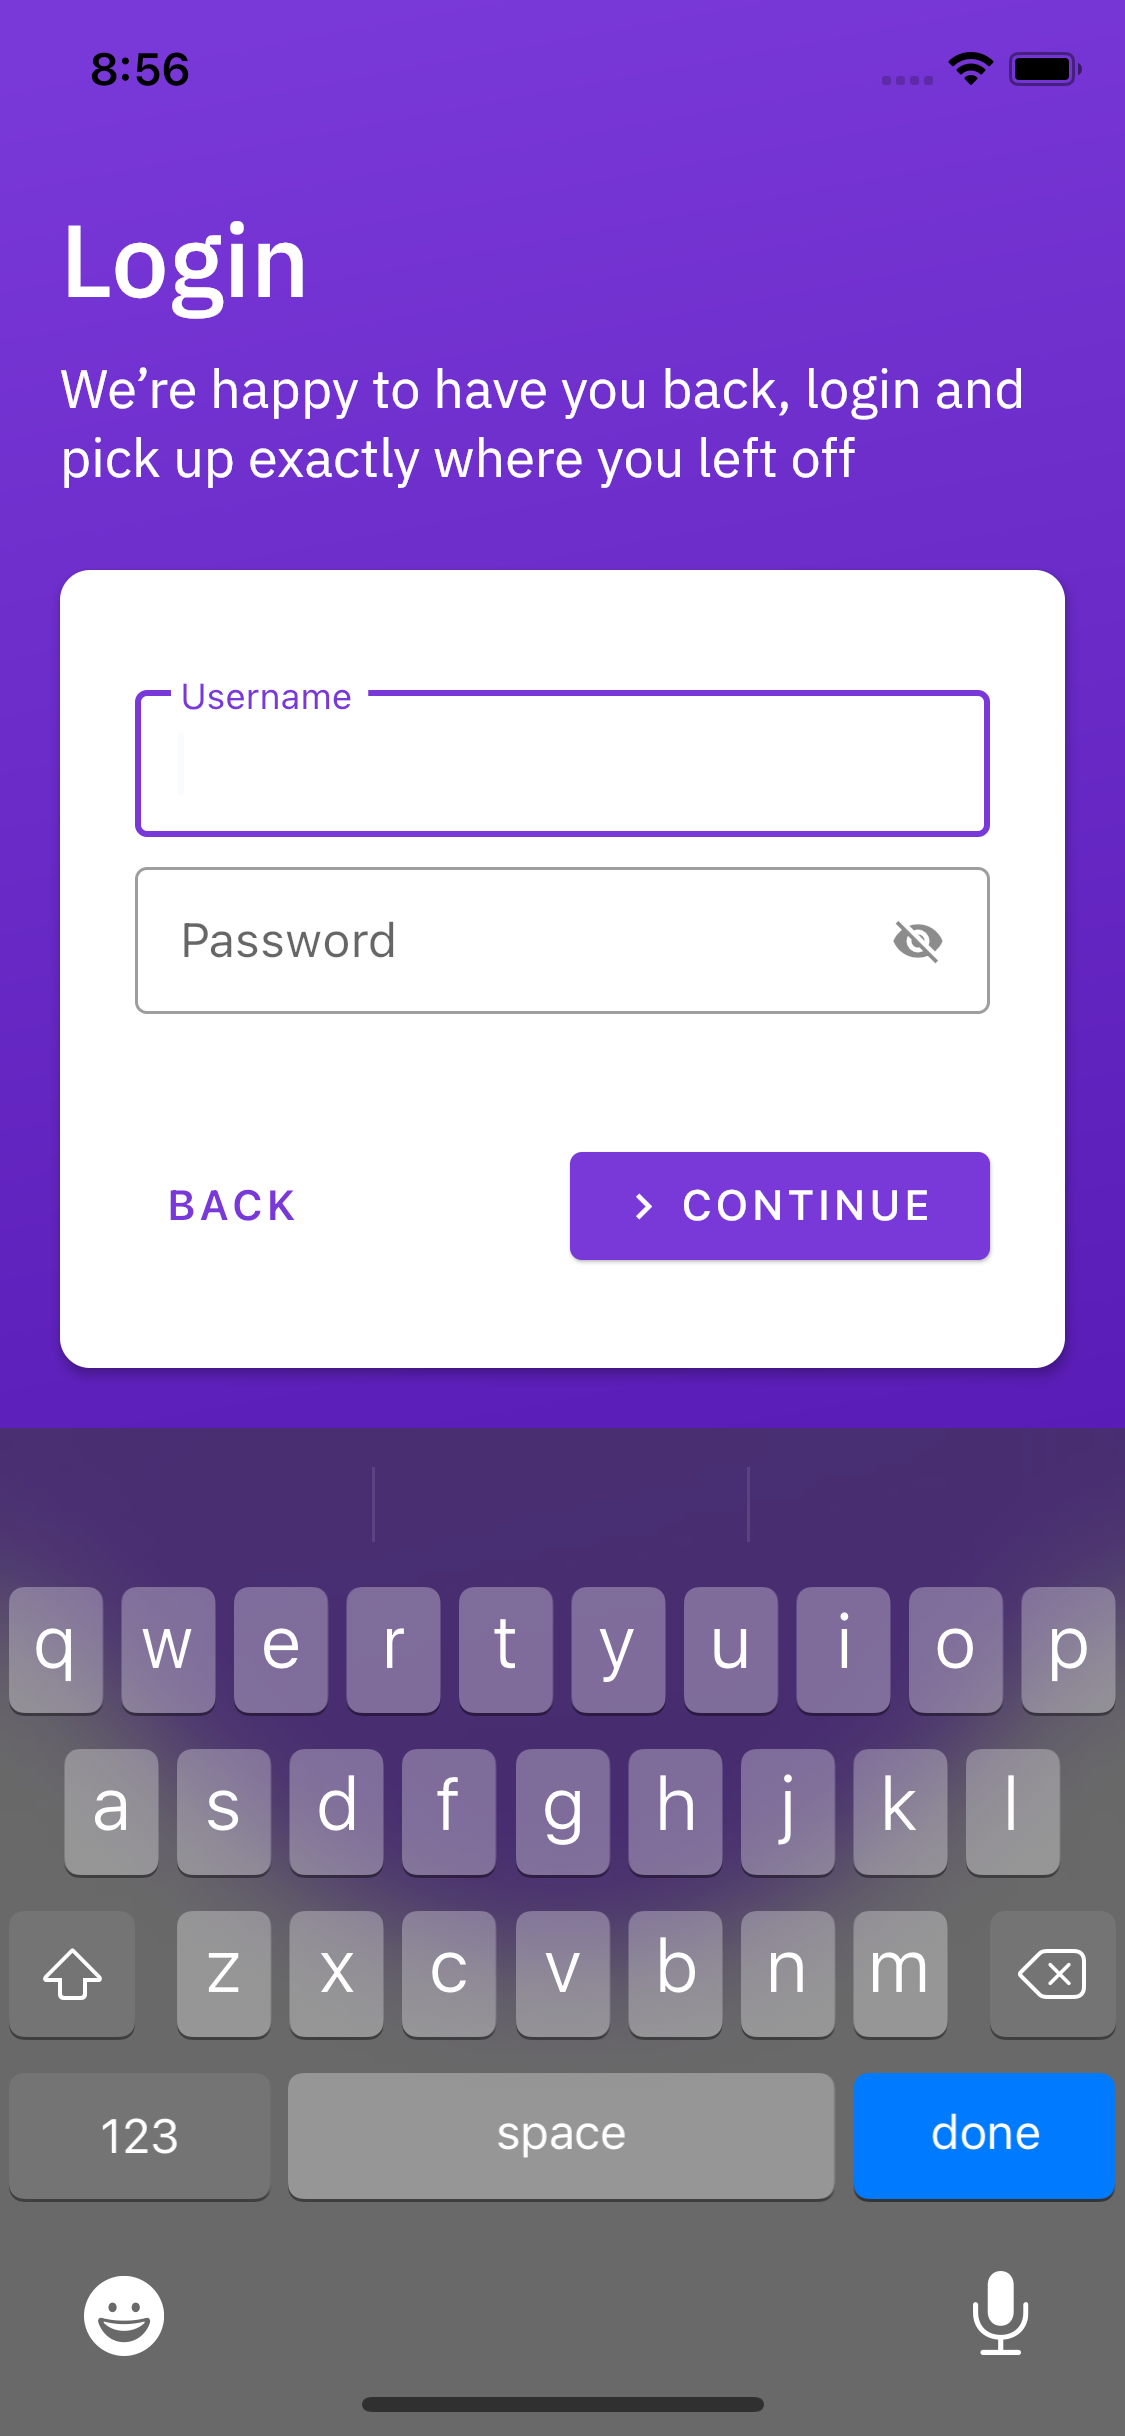 8:56
Login
We’re happy to have you back, login and
pick up exactly where you left off
Username
Password
BACK
CONTINUE
q w e r t y u i o p
a s d f g h j k l
z x c v b n m
123 space done